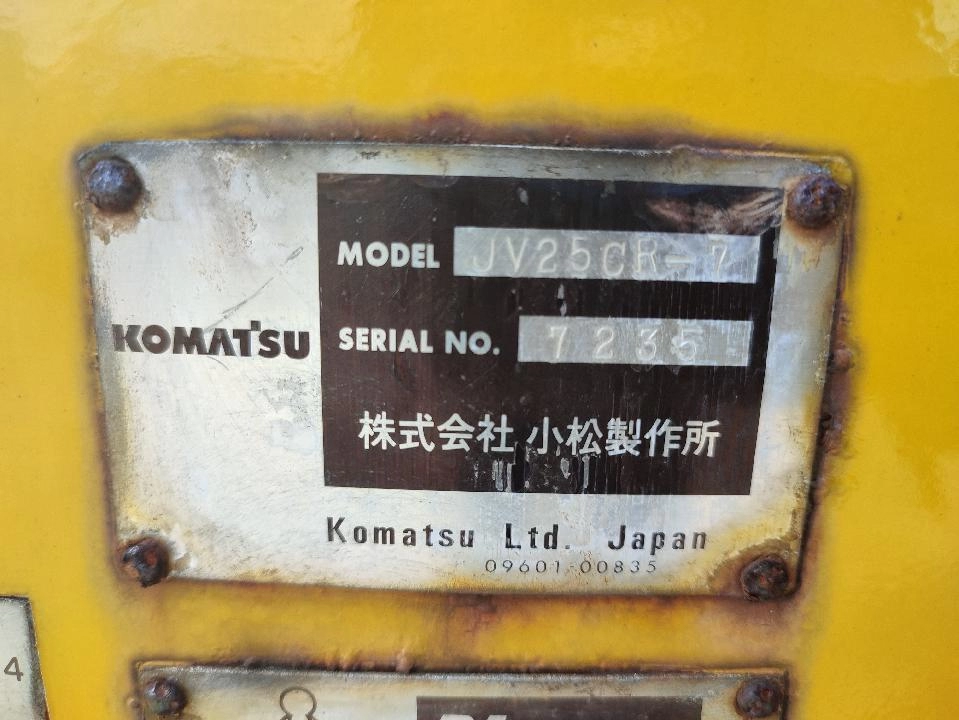 MODEL JV25CR-7
KOMATSU
SERIAL NO. 7235
株式会社 小松製作所
Komatsu Ltd. Japan
09601-00835
4